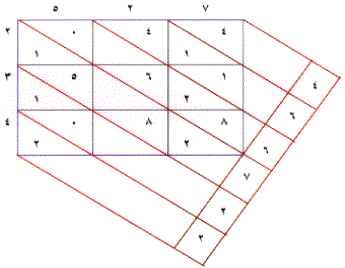 ٥ ٢ ٧
٢ ٠ ٤ ٤
١ ١
٣ ٥ ٦ ١
١ ٢
٤ ٠ ٨ ٨
٢ ٢
٤
٦
٦
٧
٢
٢